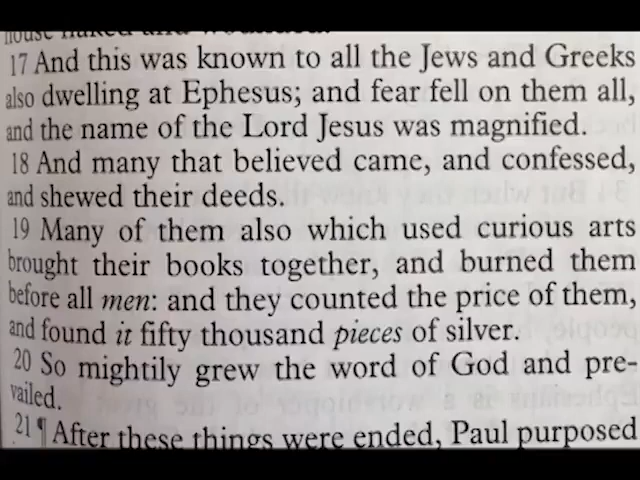 house naked and wounded.
17 And this was known to all the Jews and Greeks
also dwelling at Ephesus; and fear fell on them all,
and the name of the Lord Jesus was magnified.
18 And many that believed came, and confessed,
and shewed their deeds.
19 Many of them also which used curious arts
brought their books together, and burned them
before all men: and they counted the price of them,
and found it fifty thousand pieces of silver.
20 So mightily grew the word of God and pre-
vailed.
21 ¶ After these things were ended, Paul purposed